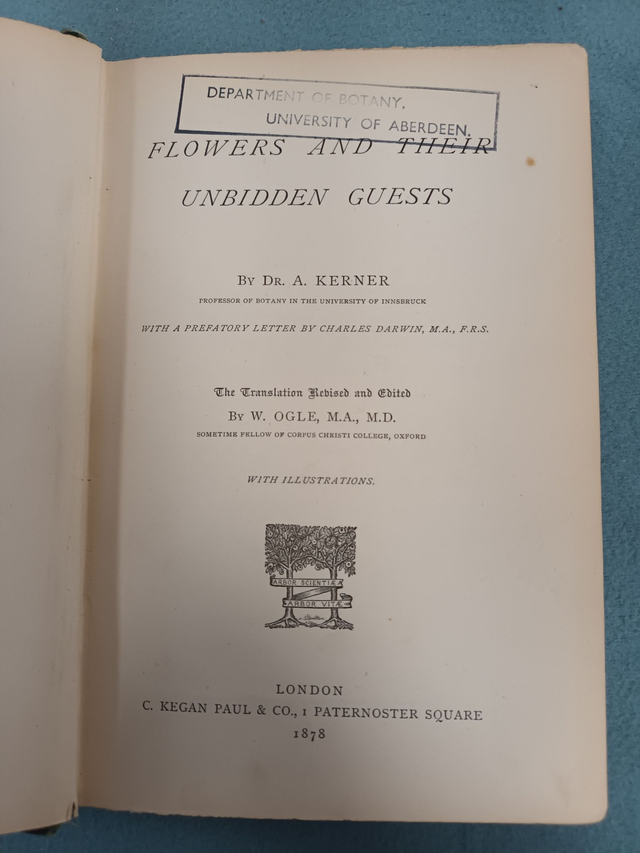 DEPARTMENT OF BOTANY,
UNIVERSITY OF ABERDEEN.
FLOWERS AND THEIR
UNBIDDEN GUESTS
BY DR. A. KERNER
PROFESSOR OF BOTANY IN THE UNIVERSITY OF INNSBRUCK
WITH A PREFATORY LETTER BY CHARLES DARWIN, M.A., F.R.S.
The Translation Revised and Edited
BY W. OGLE, M.A., M.D.
SOMETIME FELLOW OF CORPUS CHRISTI COLLEGE, OXFORD
WITH ILLUSTRATIONS.
ARBOR SCIENTIÆ
ARBOR VITÆ
LONDON
C. KEGAN PAUL & CO., 1 PATERNOSTER SQUARE
1878